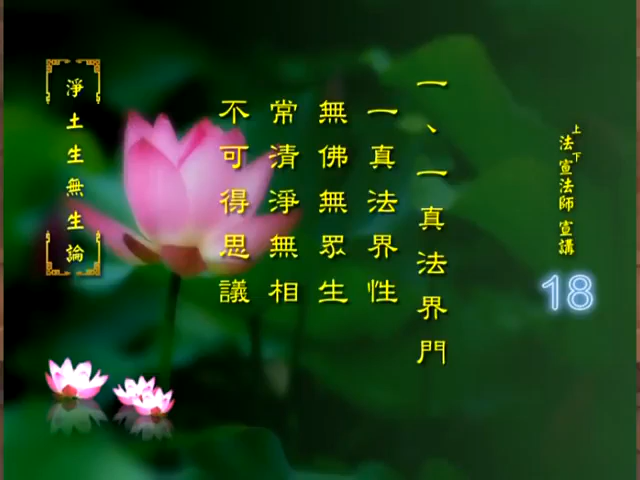 上下
法宣法師 宣講
18
一、一真法界門
一真法界性
無佛無眾生
常清淨無相
不可得思議
淨土生無生論